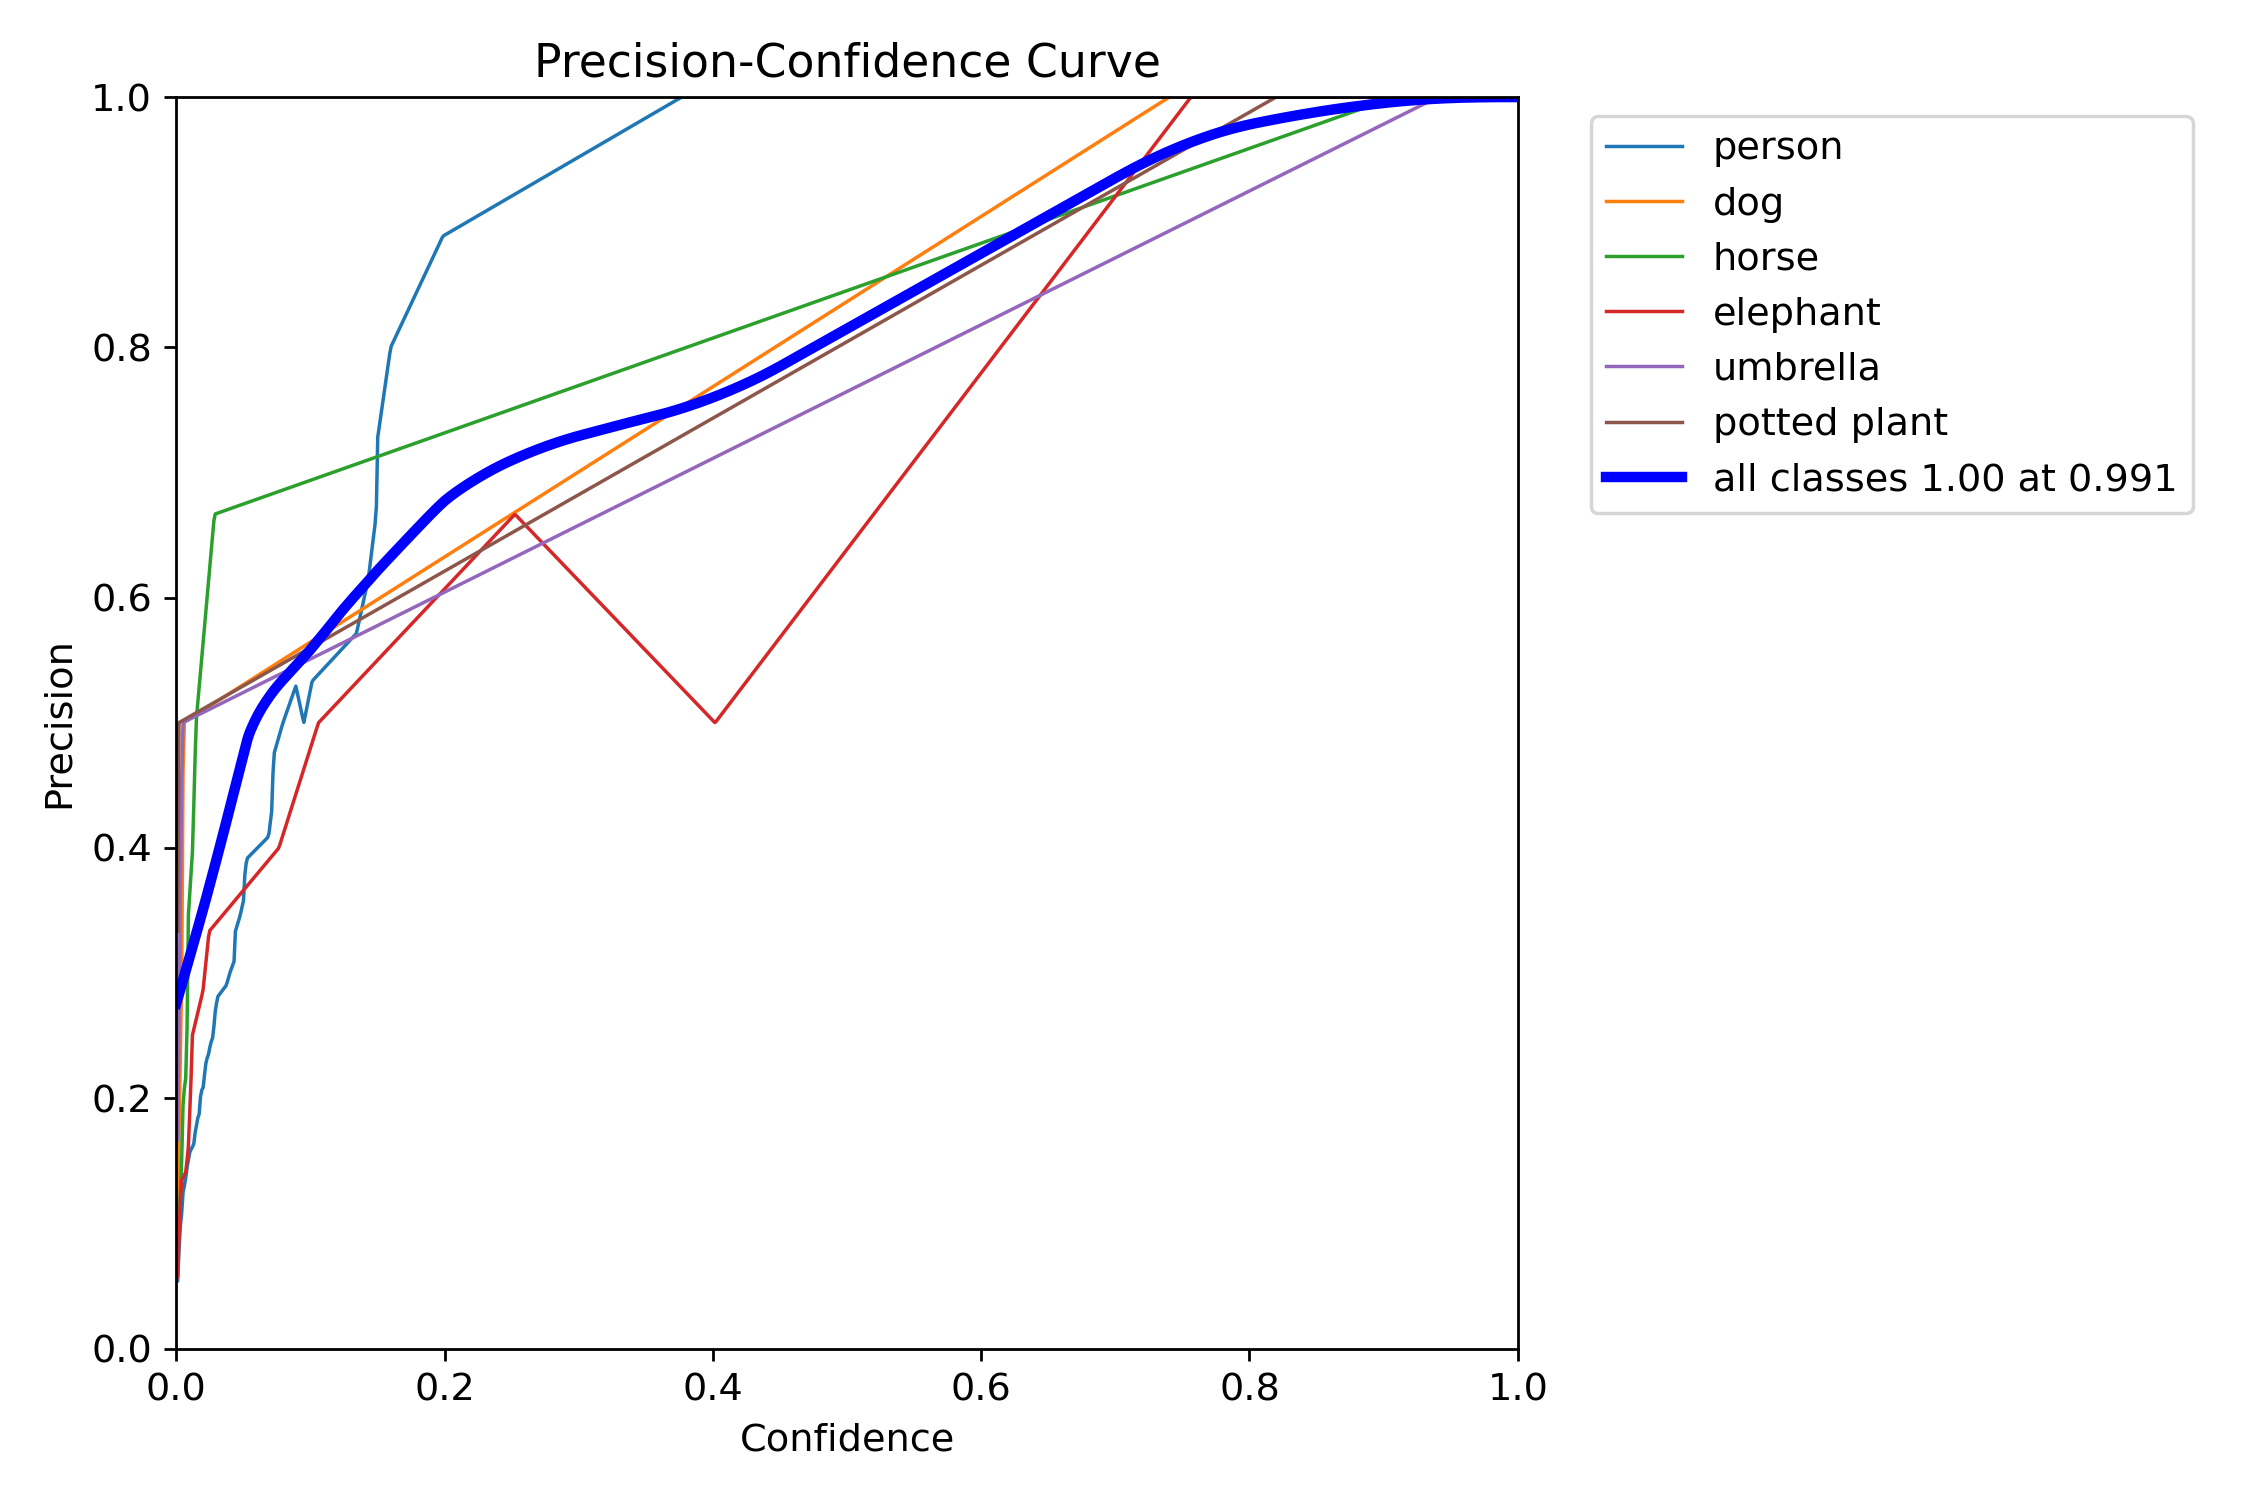 Precision-Confidence Curve
1.0
0.8
0.6
0.4
0.2
0.0
Precision
0.0 0.2 0.4 0.6 0.8 1.0
Confidence
person
dog
horse
elephant
umbrella
potted plant
all classes 1.00 at 0.991